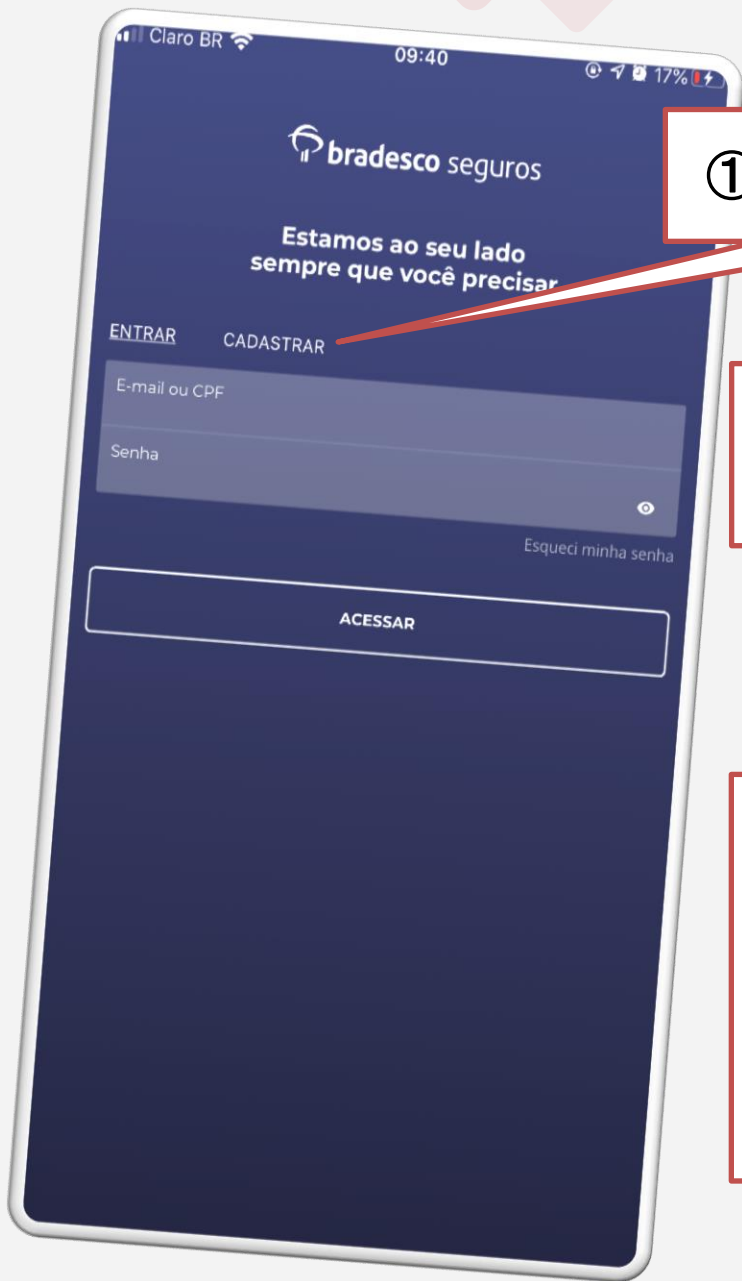 Claro BR
09:40
17%
bradesco seguros
①
Estamos ao seu lado
sempre que você precisar
ENTRAR CADASTRAR
E-mail ou CPF
Senha
Esqueci minha senha
ACESSAR